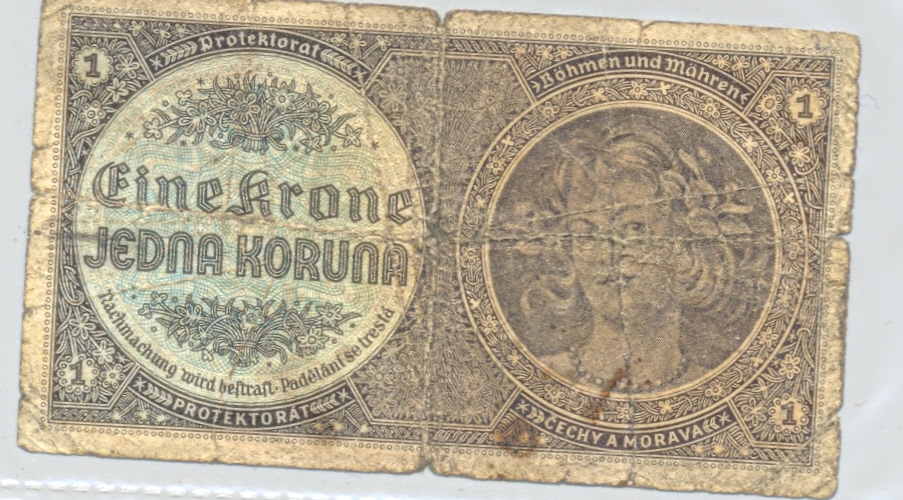 1
Protektorat
Böhmen und Mähren
1
Eine Krone
JEDNA KORUNA
Nachmachung wird bestraft · Padělání se trestá
1
PROTEKTORÁT
ČECHY A MORAVA
1